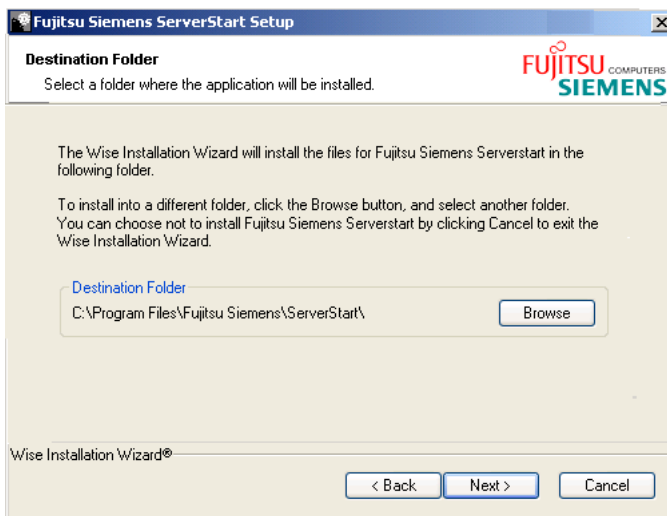 Fujitsu Siemens ServerStart Setup
Destination Folder
Select a folder where the application will be installed.
FUJITSU COMPUTERS
SIEMENS
The Wise Installation Wizard will install the files for Fujitsu Siemens Serverstart in the
following folder.
To install into a different folder, click the Browse button, and select another folder.
You can choose not to install Fujitsu Siemens Serverstart by clicking Cancel to exit the
Wise Installation Wizard.
Destination Folder
C:\Program Files\Fujitsu Siemens\ServerStart\
Browse
Wise Installation Wizard®
< Back
Next >
Cancel